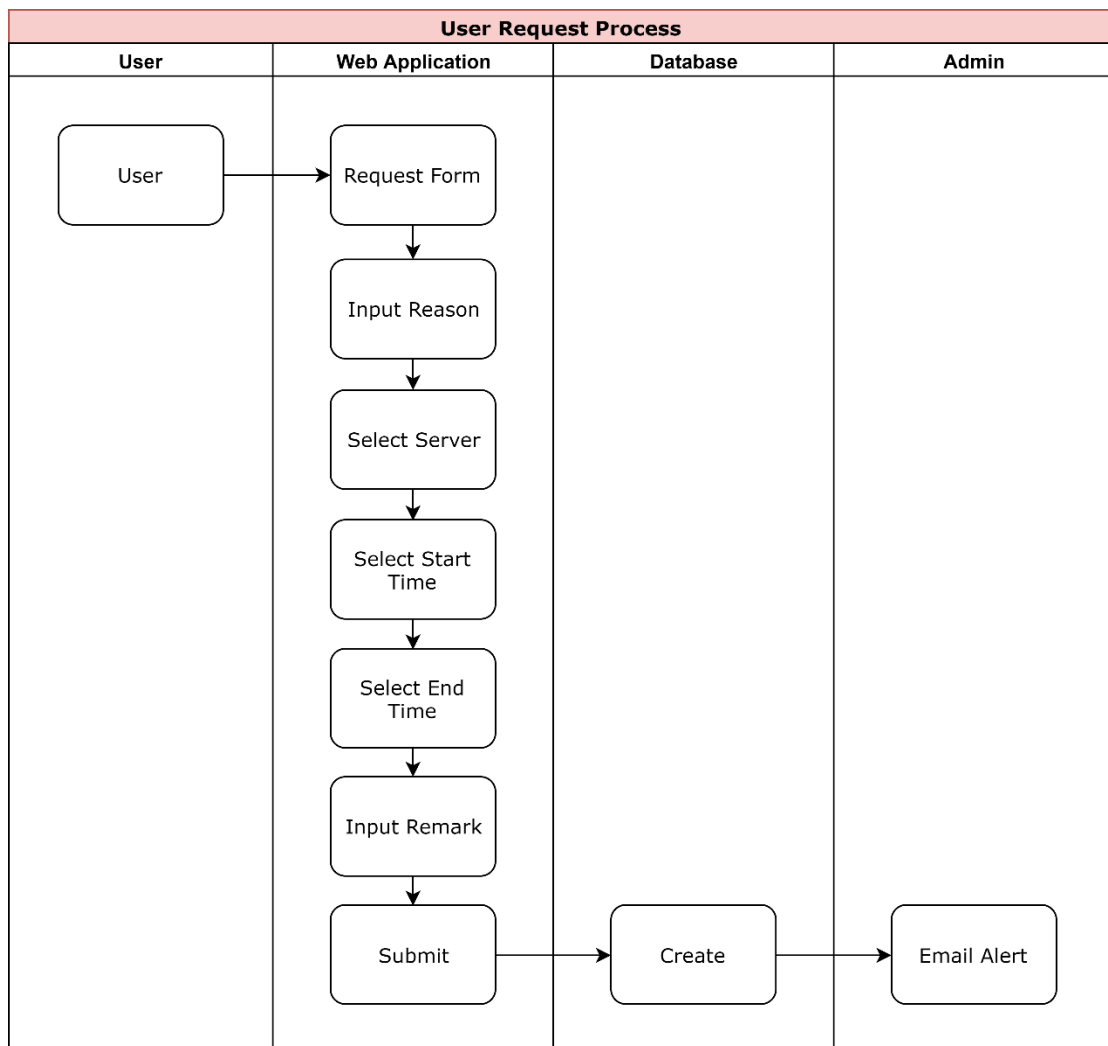 User Request Process
User
Web Application
Database
Admin
User
Request Form
Input Reason
Select Server
Select Start
Time
Select End
Time
Input Remark
Submit
Create
Email Alert